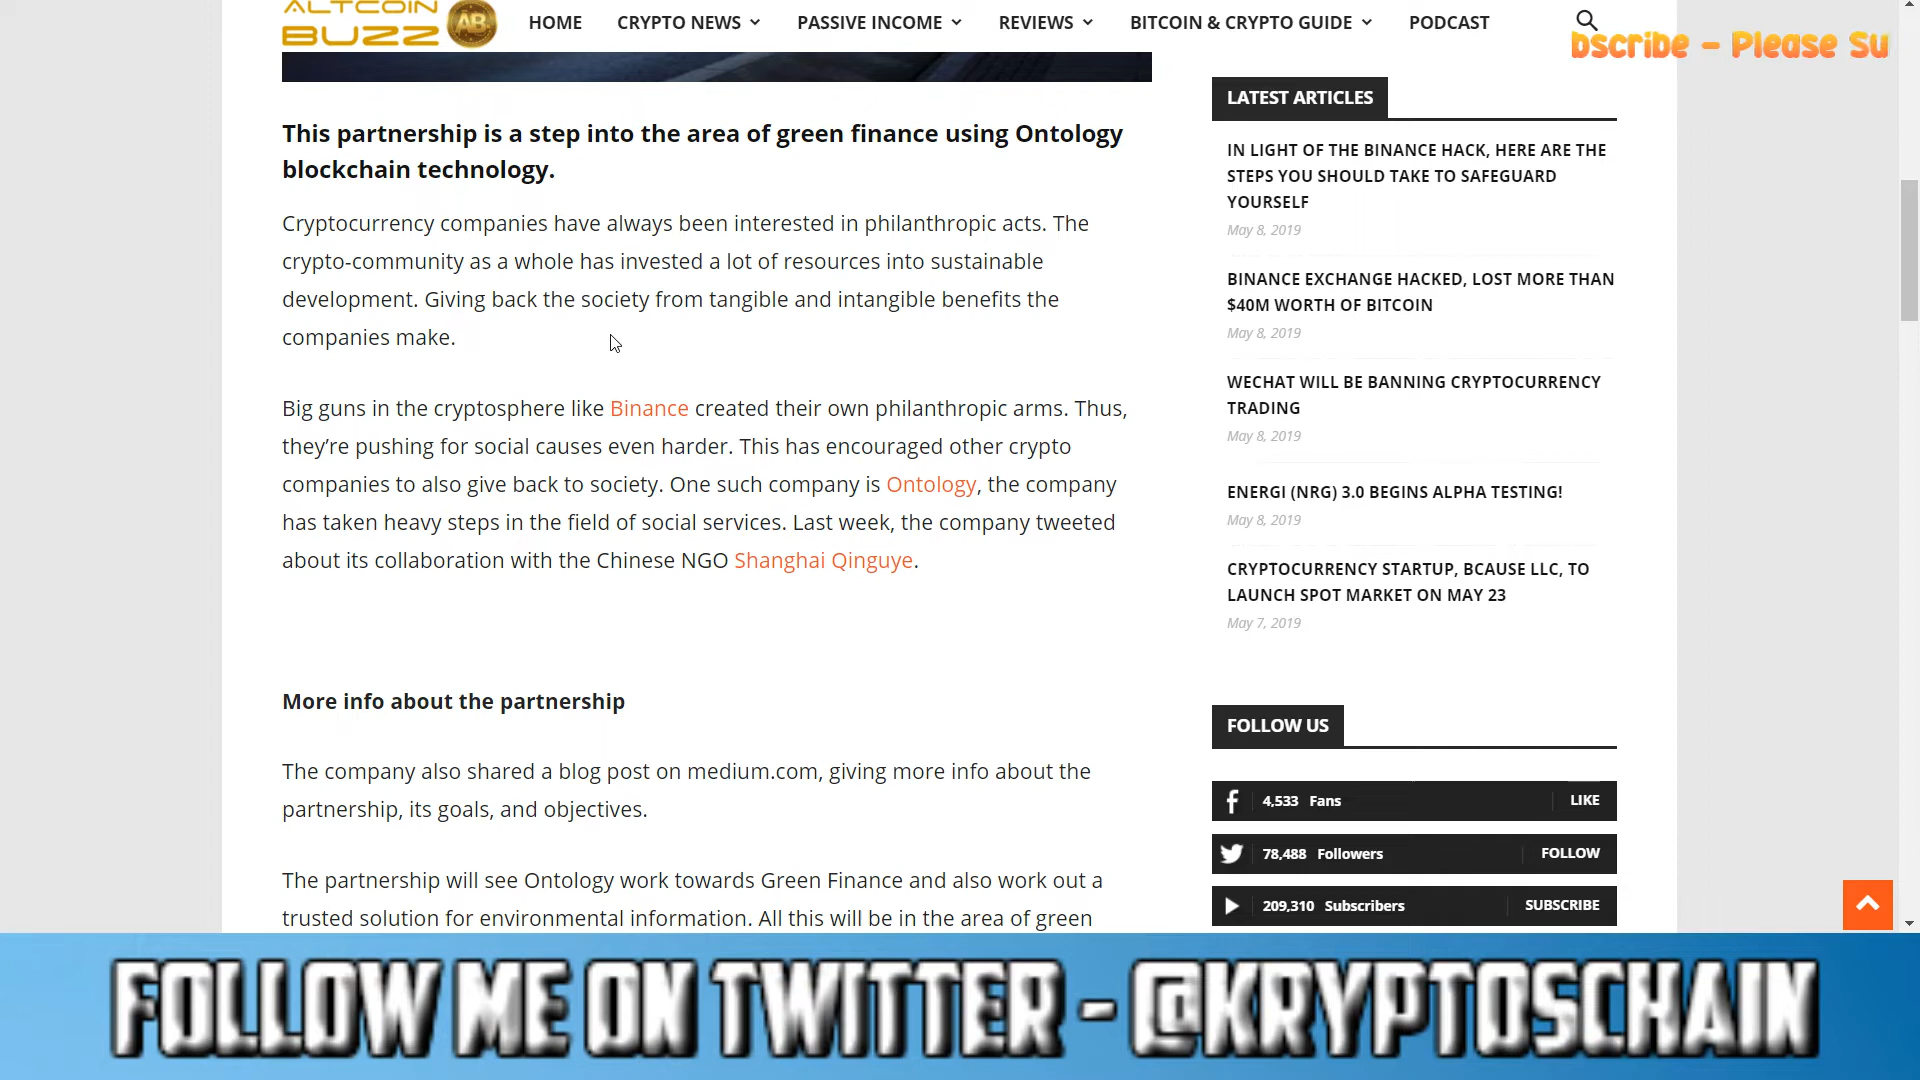 ALTCOIN
BUZZ
AB
HOME
CRYPTO NEWS
PASSIVE INCOME
REVIEWS
BITCOIN & CRYPTO GUIDE
PODCAST
bscribe - Please Su
This partnership is a step into the area of green finance using Ontology
blockchain technology.
Cryptocurrency companies have always been interested in philanthropic acts. The
crypto-community as a whole has invested a lot of resources into sustainable
development. Giving back the society from tangible and intangible benefits the
companies make.
Big guns in the cryptosphere like Binance created their own philanthropic arms. Thus,
they’re pushing for social causes even harder. This has encouraged other crypto
companies to also give back to society. One such company is Ontology, the company
has taken heavy steps in the field of social services. Last week, the company tweeted
about its collaboration with the Chinese NGO Shanghai Qinguye.
More info about the partnership
The company also shared a blog post on medium.com, giving more info about the
partnership, its goals, and objectives.
The partnership will see Ontology work towards Green Finance and also work out a
trusted solution for environmental information. All this will be in the area of green
LATEST ARTICLES
IN LIGHT OF THE BINANCE HACK, HERE ARE THE
STEPS YOU SHOULD TAKE TO SAFEGUARD
YOURSELF
May 8, 2019
BINANCE EXCHANGE HACKED, LOST MORE THAN
$40M WORTH OF BITCOIN
May 8, 2019
WECHAT WILL BE BANNING CRYPTOCURRENCY
TRADING
May 8, 2019
ENERGI (NRG) 3.0 BEGINS ALPHA TESTING!
May 8, 2019
CRYPTOCURRENCY STARTUP, BCAUSE LLC, TO
LAUNCH SPOT MARKET ON MAY 23
May 7, 2019
FOLLOW US
4,533 Fans LIKE
78,488 Followers FOLLOW
209,310 Subscribers SUBSCRIBE
FOLLOW ME ON TWITTER - @KRYPTOSCHAIN